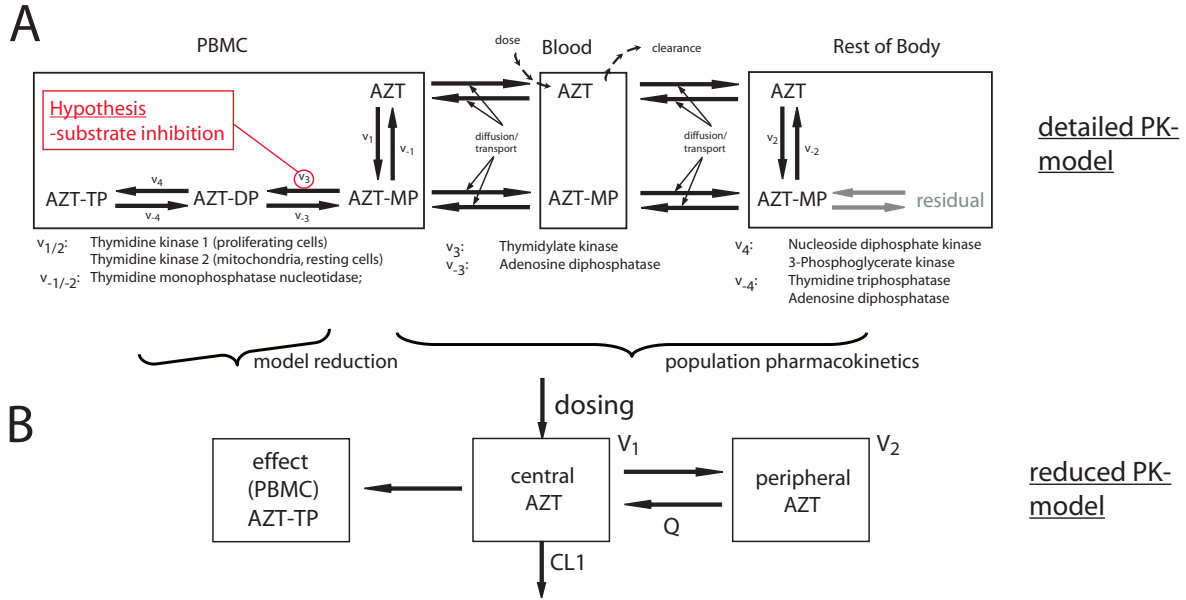 A
PBMC
Blood
Rest of Body
dose
clearance
Hypothesis
-substrate inhibition
AZT
AZT
AZT
v1
v-1
v2
v-2
diffusion/
transport
diffusion/
transport
v3
v4
AZT-TP
AZT-DP
AZT-MP
AZT-MP
AZT-MP
residual
v-4
v-3
detailed PK-
model
v1/2: Thymidine kinase 1 (proliferating cells)
Thymidine kinase 2 (mitochondria, resting cells)
v-1/-2: Thymidine monophosphatase nucleotidase;
v3: Thymidylate kinase
v-3: Adenosine diphosphatase
v4: Nucleoside diphosphate kinase
3-Phosphoglycerate kinase
v-4: Thymidine triphosphatase
Adenosine diphosphatase
model reduction
population pharmacokinetics
B
dosing
V1
V2
effect
(PBMC)
AZT-TP
central
AZT
peripheral
AZT
Q
CL1
reduced PK-
model